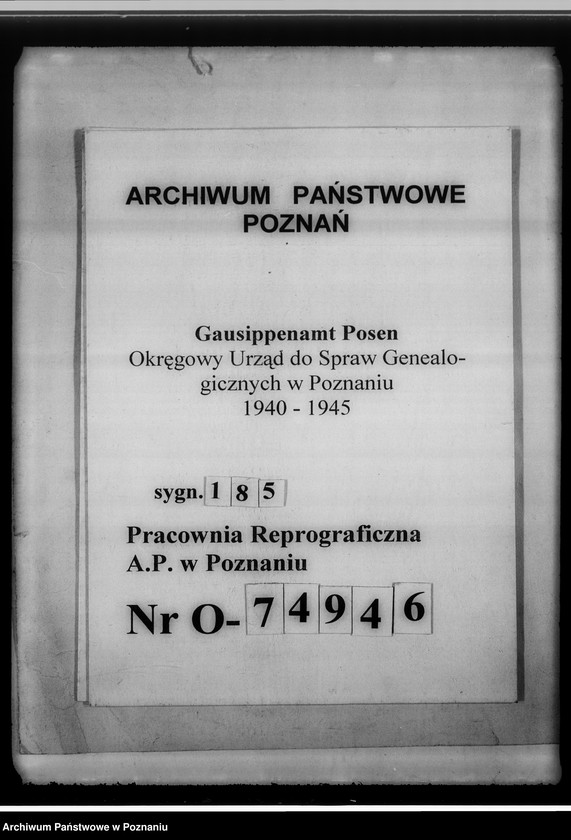 ARCHIWUM PAŃSTWOWE
POZNAŃ
Gausippenamt Posen
Okręgowy Urząd do Spraw Genealo-
gicznych w Poznaniu
1940 - 1945
sygn. 185
Pracownia Reprograficzna
A.P. w Poznaniu
Nr O-74946
Archiwum Państwowe w Poznaniu